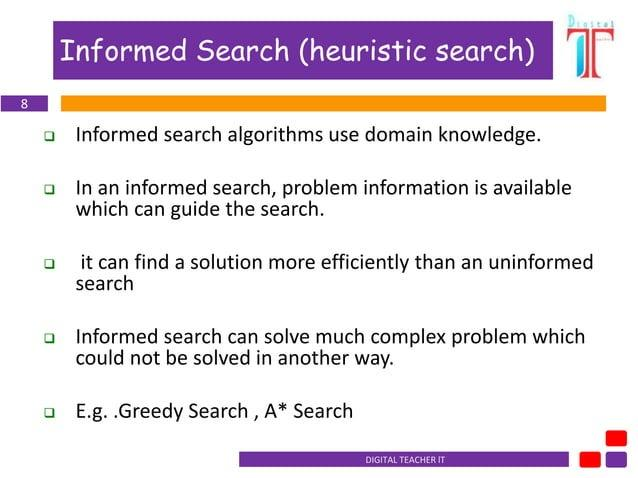 Informed Search (heuristic search)
Digital
T
8
Informed search algorithms use domain knowledge.
In an informed search, problem information is available
which can guide the search.
it can find a solution more efficiently than an uninformed
search
Informed search can solve much complex problem which
could not be solved in another way.
E.g. .Greedy Search , A* Search
DIGITAL TEACHER IT